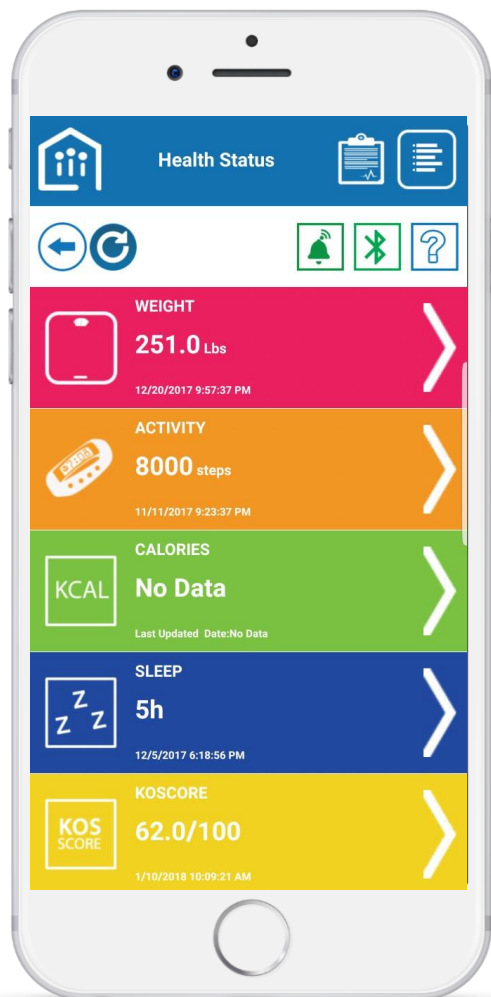 Health Status
WEIGHT
251.0 Lbs
12/20/2017 9:57:37 PM
ACTIVITY
8000 steps
11/11/2017 9:23:37 PM
CALORIES
KCAL
No Data
Last Updated Date:No Data
SLEEP
Z Z Z
5h
12/5/2017 6:18:56 PM
KOSCORE
KOS
SCORE
62.0/100
1/10/2018 10:09:21 AM